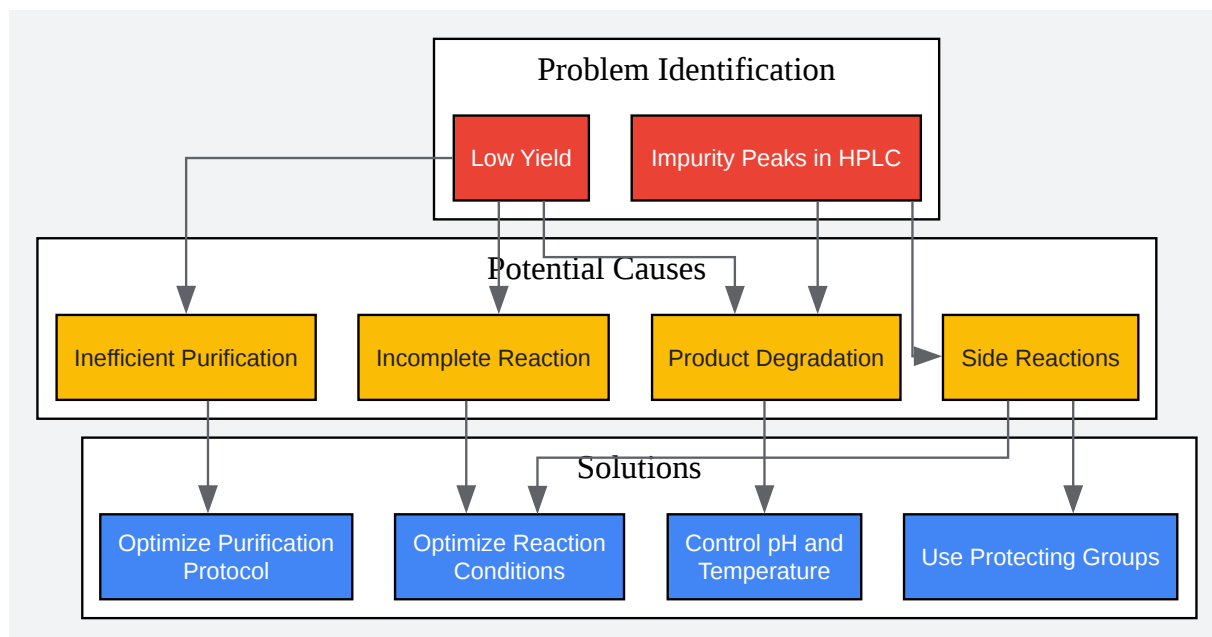 Problem Identification
Low Yield
Impurity Peaks in HPLC
Potential Causes
Inefficient Purification
Incomplete Reaction
Product Degradation
Side Reactions
Solutions
Optimize Purification
Protocol
Optimize Reaction
Conditions
Control pH and
Temperature
Use Protecting Groups